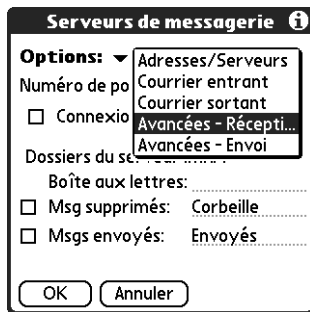 Serveurs de messagerie
Options:
Adresses/Serveurs
Courrier entrant
Courrier sortant
Avancées - Récepti...
Avancées - Envoi
Numéro de po
Connexio
Dossiers du
Boîte aux lettres:
Msg supprimés: Corbeille
Msgs envoyés: Envoyés
OK Annuler